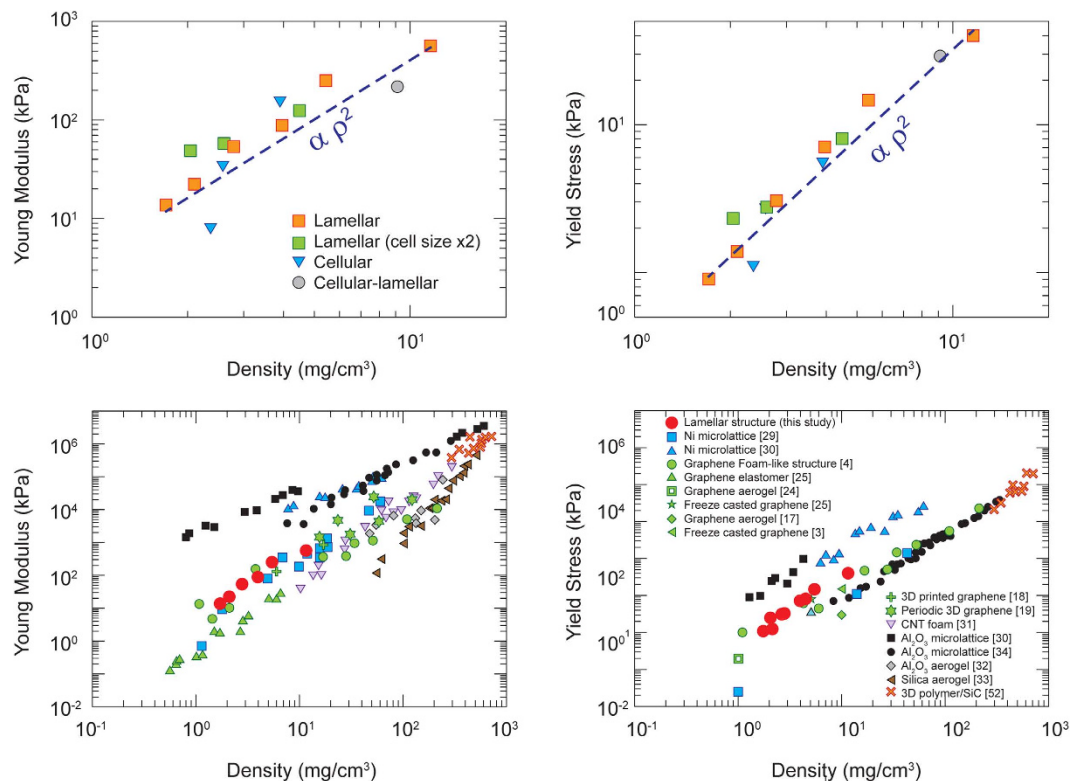 10³
10²
10¹
10⁰
Young Modulus (kPa)
α ρ²
Lamellar
Lamellar (cell size x2)
Cellular
Cellular-lamellar
10⁰
10¹
Density (mg/cm³)
10¹
10⁰
Yield Stress (kPa)
α ρ²
10⁰
10¹
Density (mg/cm³)
10⁶
10⁴
10²
10⁰
10⁻²
Young Modulus (kPa)
10⁻¹
10⁰
10¹
10²
10³
Density (mg/cm³)
10⁶
10⁴
10²
10⁰
10⁻²
Yield Stress (kPa)
Lamellar structure (this study)
Ni microlattice [29]
Ni microlattice [30]
Graphene Foam-like structure [4]
Graphene elastomer [25]
Graphene aerogel [24]
Freeze casted graphene [25]
Graphene aerogel [17]
Freeze casted graphene [3]
3D printed graphene [18]
Periodic 3D graphene [19]
CNT foam [31]
Al₂O₃ microlattice [30]
Al₂O₃ microlattice [34]
Al₂O₃ aerogel [32]
Silica aerogel [33]
3D polymer/SiC [52]
10⁻¹
10⁰
10¹
10²
10³
Density (mg/cm³)